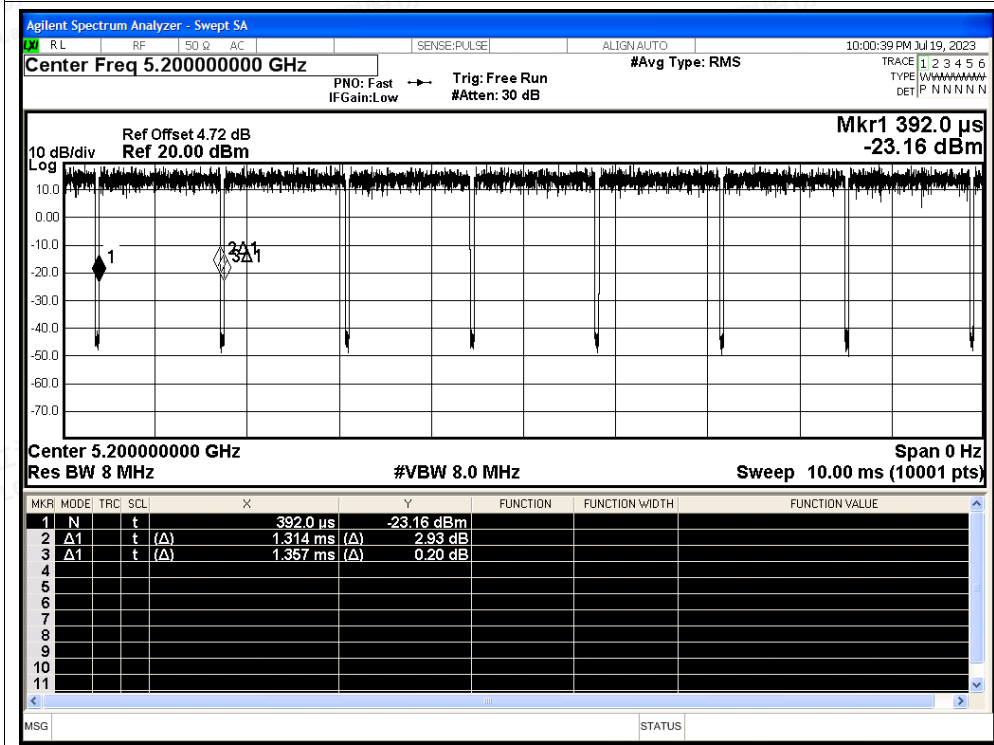 Agilent Spectrum Analyzer - Swept SA
LXI RL RF 50 Ω AC SENSE:PULSE ALIGN AUTO 10:00:39 PM Jul 19, 2023
Center Freq 5.200000000 GHz #Avg Type: RMS TRACE 1 2 3 4 5 6
PNO: Fast Trig: Free Run TYPE WWWWWW
IFGain:Low #Atten: 30 dB DET P N N N N N
Mkr1 392.0 µs
Ref Offset 4.72 dB
10 dB/div Ref 20.00 dBm -23.16 dBm
Log
10.0
0.00
-10.0
1 2Δ1
3Δ1
-20.0
-30.0
-40.0
-50.0
-60.0
-70.0
Center 5.200000000 GHz Span 0 Hz
Res BW 8 MHz #VBW 8.0 MHz Sweep 10.00 ms (10001 pts)
MKR MODE TRC SCL X Y FUNCTION FUNCTION WIDTH FUNCTION VALUE
1 N t 392.0 µs -23.16 dBm
2 Δ1 t (Δ) 1.314 ms (Δ) 2.93 dB
3 Δ1 t (Δ) 1.357 ms (Δ) 0.20 dB
4
5
6
7
8
9
10
11
MSG STATUS